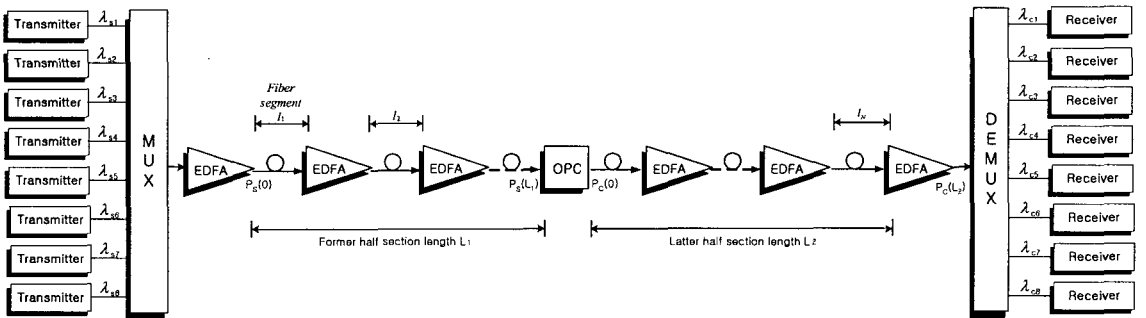 Transmitter λs1
Transmitter λs2
Transmitter λs3
Transmitter λs4
Transmitter λs5
Transmitter λs6
Transmitter λs7
Transmitter λs8
MUX
EDFA
Fiber
segment
l1
PS(0)
EDFA
l2
EDFA
PS(L1)
OPC
PC(0)
EDFA
EDFA
lN
EDFA
PC(L2)
Former half section length L1
Latter half section length L2
DEMUX
λc1 Receiver
λc2 Receiver
λc3 Receiver
λc4 Receiver
λc5 Receiver
λc6 Receiver
λc7 Receiver
λc8 Receiver